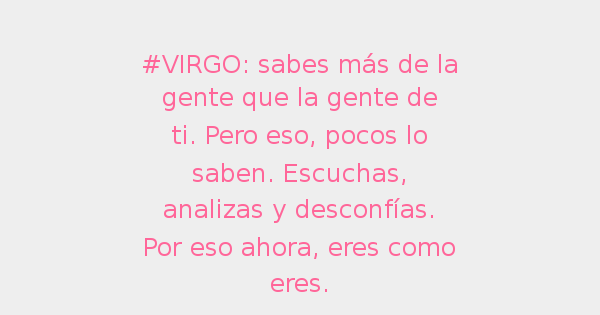 #VIRGO: sabes más de la
gente que la gente de
ti. Pero eso, pocos lo
saben. Escuchas,
analizas y desconfías.
Por eso ahora, eres como
eres.